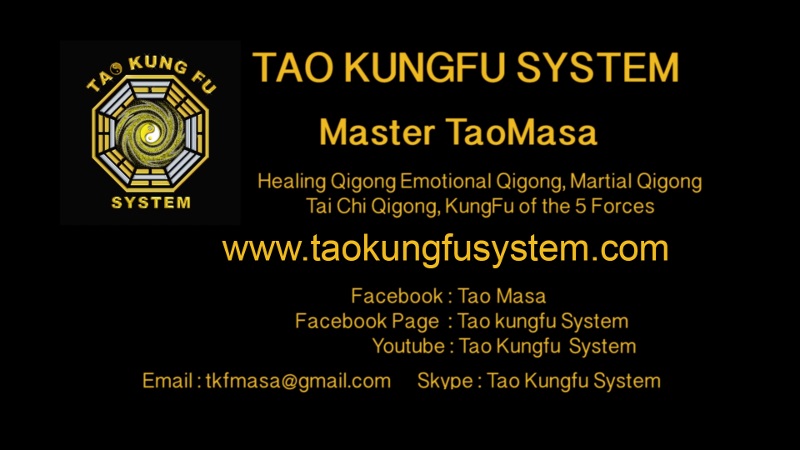 TAO KUNG FU
SYSTEM
TAO KUNGFU SYSTEM
Master TaoMasa
Healing Qigong Emotional Qigong, Martial Qigong
Tai Chi Qigong, KungFu of the 5 Forces
www.taokungfusystem.com
Facebook : Tao Masa
Facebook Page : Tao kungfu System
Youtube : Tao Kungfu System
Email : tkfmasa@gmail.com Skype : Tao Kungfu System